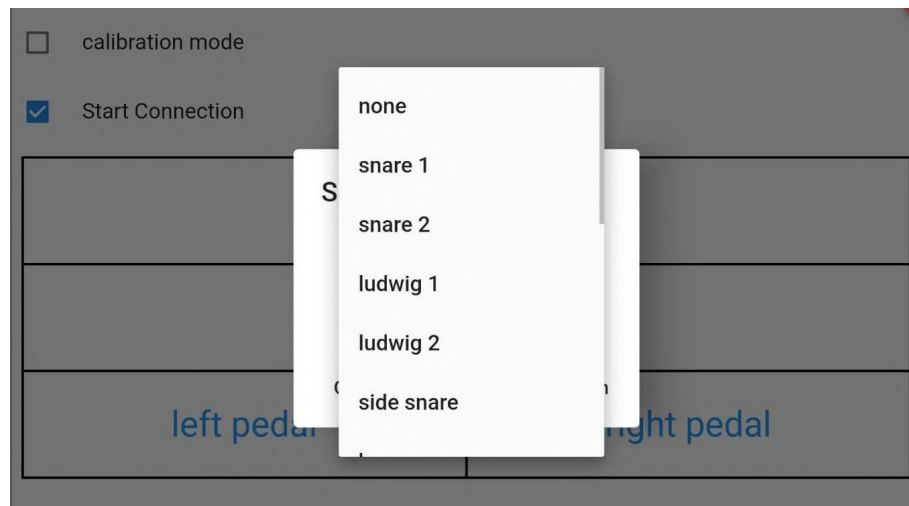 calibration mode
Start Connection
none
snare 1
snare 2
ludwig 1
ludwig 2
side snare
S
left pedal
right pedal